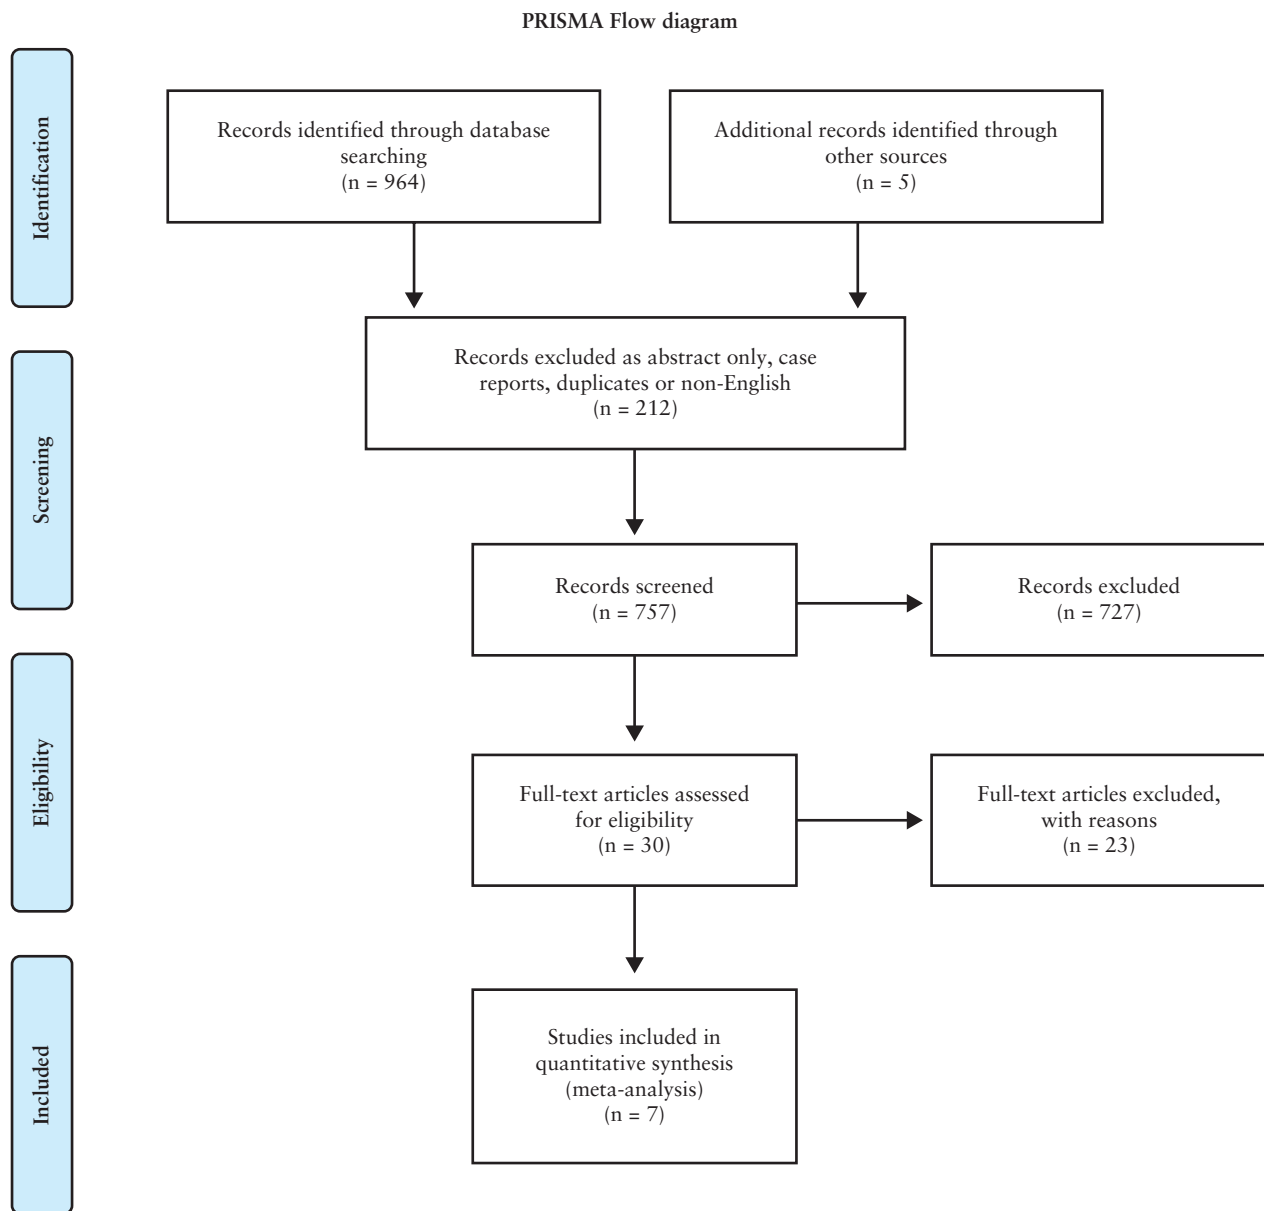 PRISMA Flow diagram
Identification
Records identified through database
searching
(n = 964)
Additional records identified through
other sources
(n = 5)
Records excluded as abstract only, case
reports, duplicates or non-English
(n = 212)
Screening
Records screened
(n = 757)
Records excluded
(n = 727)
Eligibility
Full-text articles assessed
for eligibility
(n = 30)
Full-text articles excluded,
with reasons
(n = 23)
Included
Studies included in
quantitative synthesis
(meta-analysis)
(n = 7)